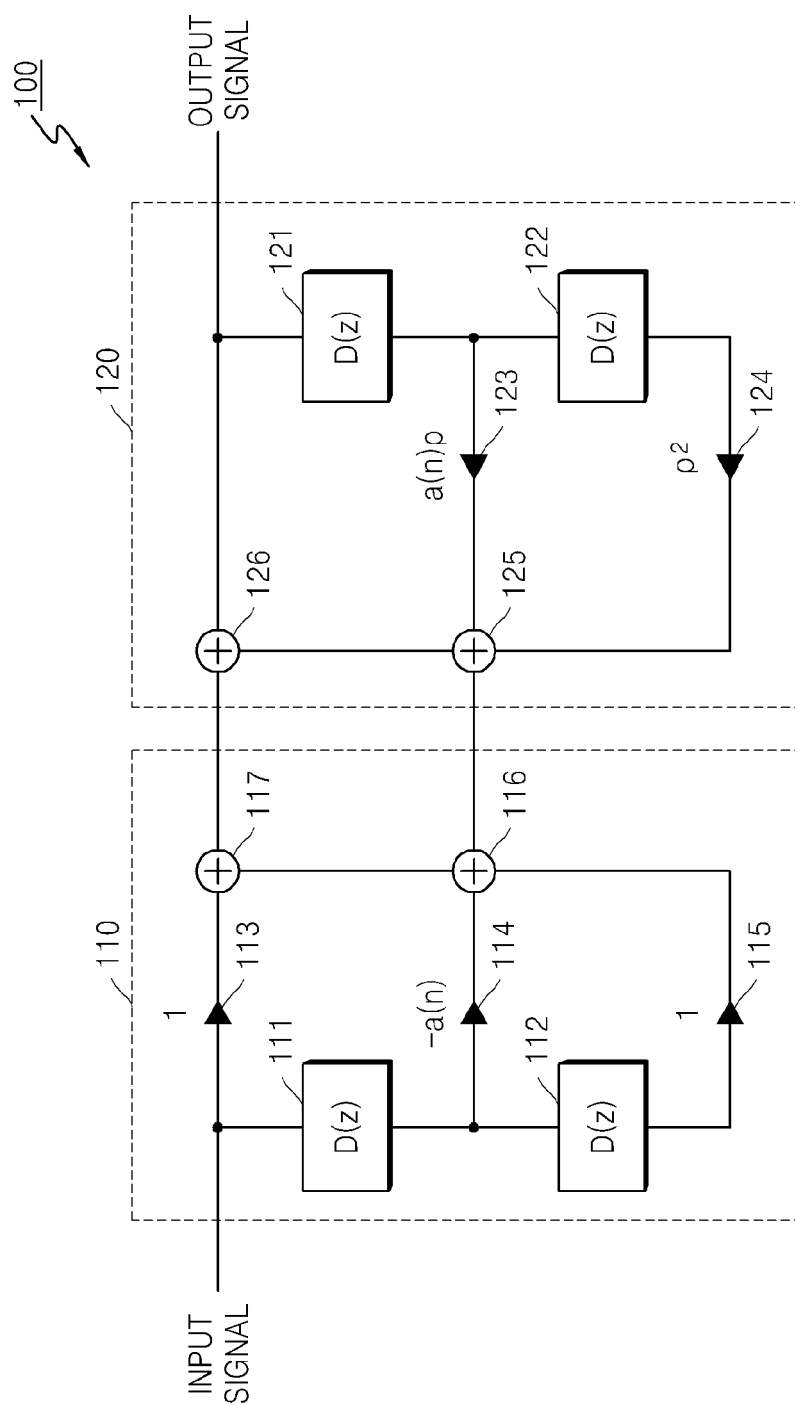 100
110
120
1
INPUT
SIGNAL
OUTPUT
SIGNAL
113
117
126
111
121
D(z)
D(z)
-a(n)
a(n)ρ
114
116
125
123
112
122
D(z)
D(z)
1
ρ²
115
124